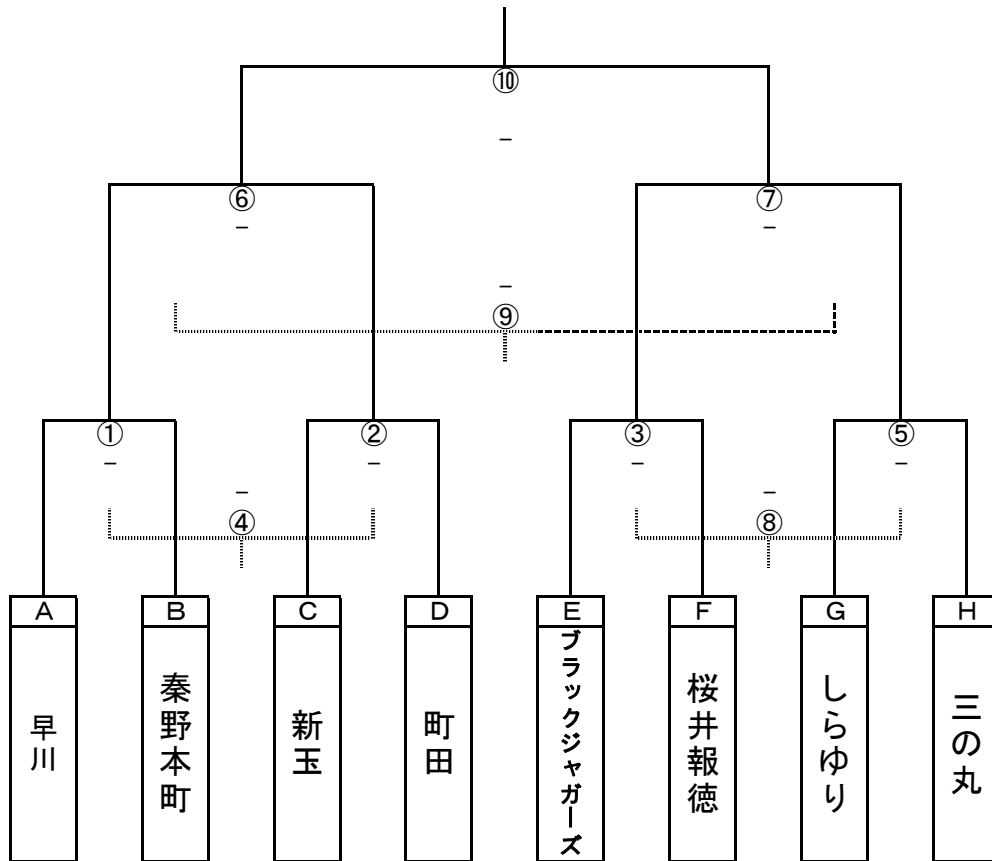 ⑩
–
⑥
⑦
–
–
–
⑨
①
②
③
⑤
–
–
–
–
–
–
④
⑧
A
B
C
D
E
F
G
H
早川
秦野本町
新玉
町田
ブラックジャガーズ
桜井報徳
しらゆり
三の丸